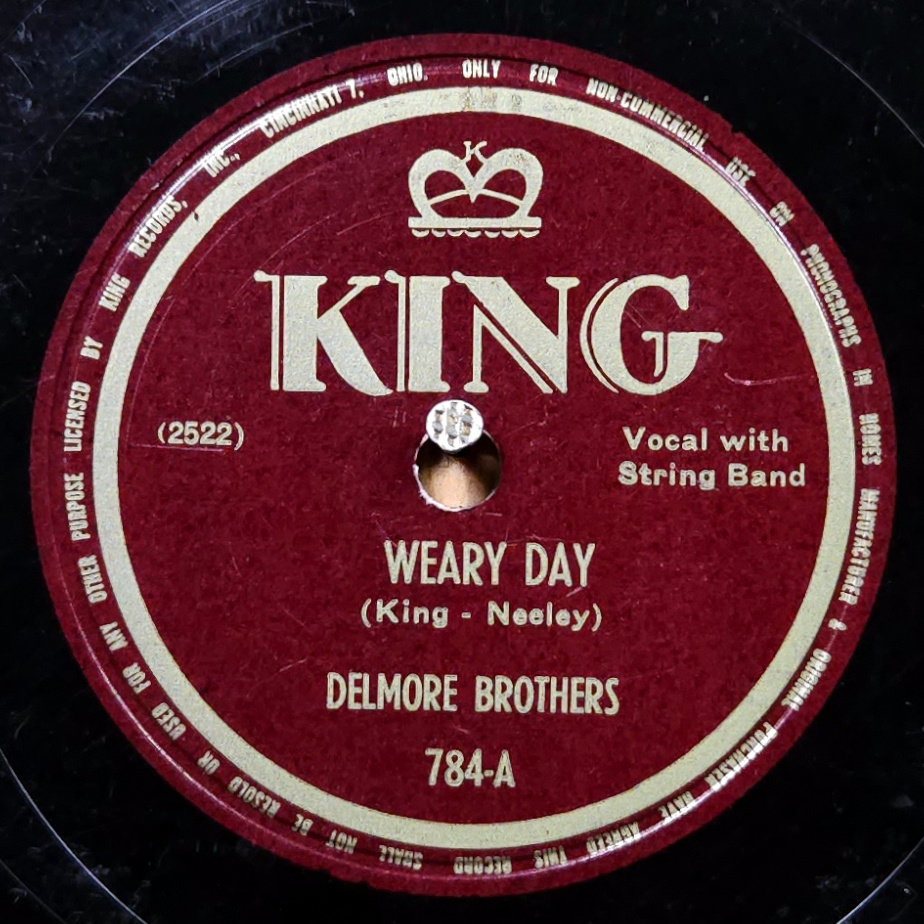 ONLY FOR NON-COMMERCIAL USE ON PHONOGRAPHS IN HOMES MANUFACTURER & ORIGINAL PURCHASER HAVE AGREED THIS RECORD SHALL NOT BE RESOLD OR USED FOR ANY OTHER PURPOSE LICENSED BY KING RECORDS, INC., CINCINNATI 7, OHIO.
K
KING
(2522)
Vocal with
String Band
WEARY DAY
(King - Neeley)
DELMORE BROTHERS
784-A